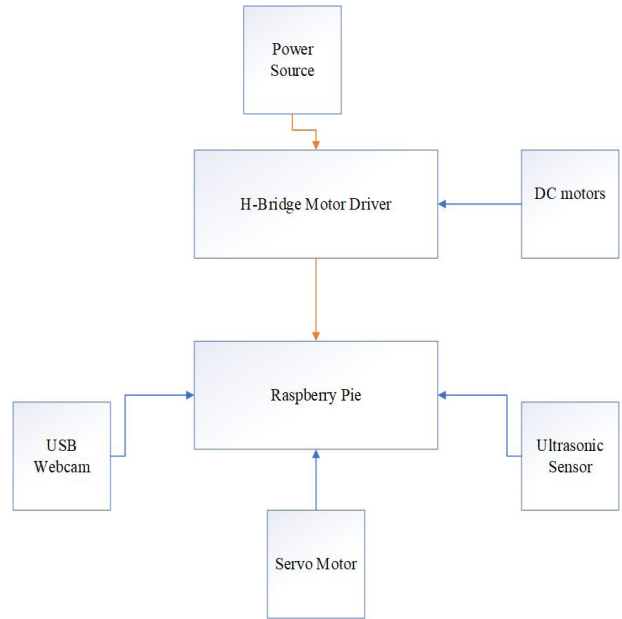 Power
Source
H-Bridge Motor Driver
DC motors
Raspberry Pie
USB
Webcam
Ultrasonic
Sensor
Servo Motor